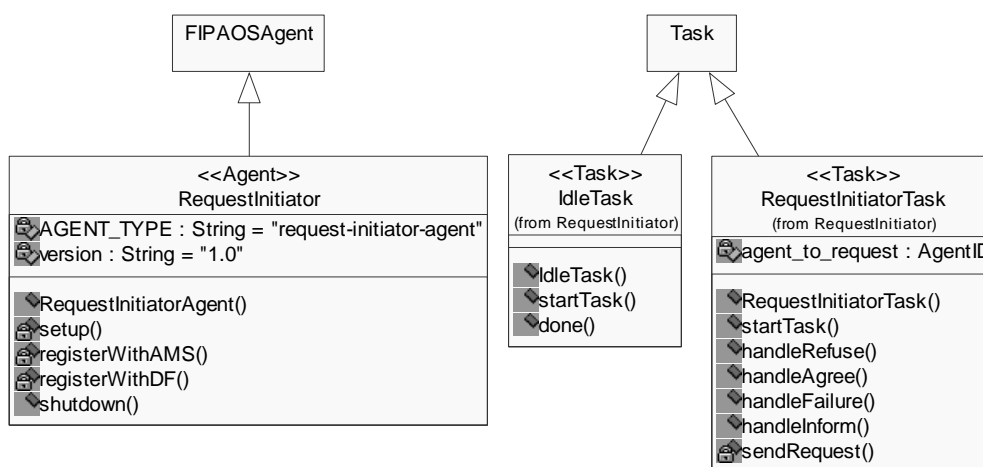 FIPAOSAgent
Task
<<Agent>>
RequestInitiator
AGENT_TYPE : String = "request-initiator-agent"
version : String = "1.0"
RequestInitiatorAgent()
setup()
registerWithAMS()
registerWithDF()
shutdown()
<<Task>>
IdleTask
(from RequestInitiator)
IdleTask()
startTask()
done()
<<Task>>
RequestInitiatorTask
(from RequestInitiator)
agent_to_request : AgentID
RequestInitiatorTask()
startTask()
handleRefuse()
handleAgree()
handleFailure()
handleInform()
sendRequest()